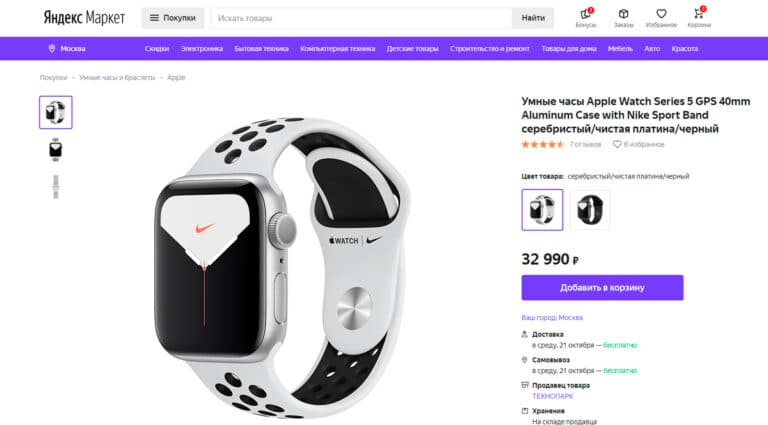 Яндекс Маркет
Покупки
Искать товары
Найти
2
Бонусы
Заказы
Избранное
2
Корзина
Москва
Скидки
Электроника
Бытовая техника
Компьютерная техника
Детские товары
Строительство и ремонт
Товары для дома
Мебель
Авто
Красота
Покупки - Умные часы и браслеты - Apple
Умные часы Apple Watch Series 5 GPS 40mm
Aluminum Case with Nike Sport Band
серебристый/чистая платина/черный
7 отзывов
В избранное
Цвет товара: серебристый/чистая платина/черный
WATCH
32 990 ₽
Добавить в корзину
Ваш город: Москва
Доставка
в среду, 21 октября — бесплатно
Самовывоз
в среду, 21 октября — бесплатно
Продавец товара
ТЕХНОПАРК
Хранение
На складе продавца